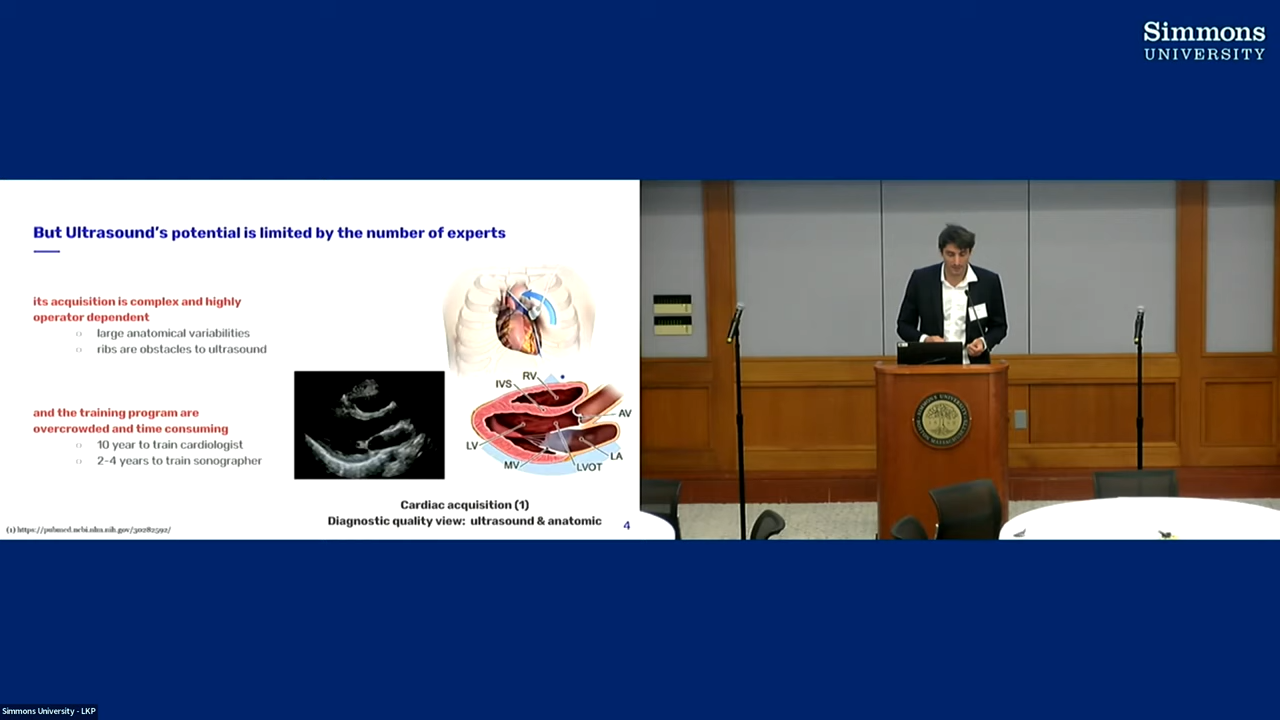 Simmons
UNIVERSITY
But Ultrasound's potential is limited by the number of experts
its acquisition is complex and highly
operator dependent
○ large anatomical variabilities
○ ribs are obstacles to ultrasound
and the training program are
overcrowded and time consuming
○ 10 year to train cardiologist
○ 2-4 years to train sonographer
RV
IVS
AV
LV
LA
MV
LVOT
Cardiac acquisition (1)
Diagnostic quality view: ultrasound & anatomic
4
(1) https://pubmed.ncbi.nlm.nih.gov/30282592/
SIMMONS UNIVERSITY
Simmons University - LKP